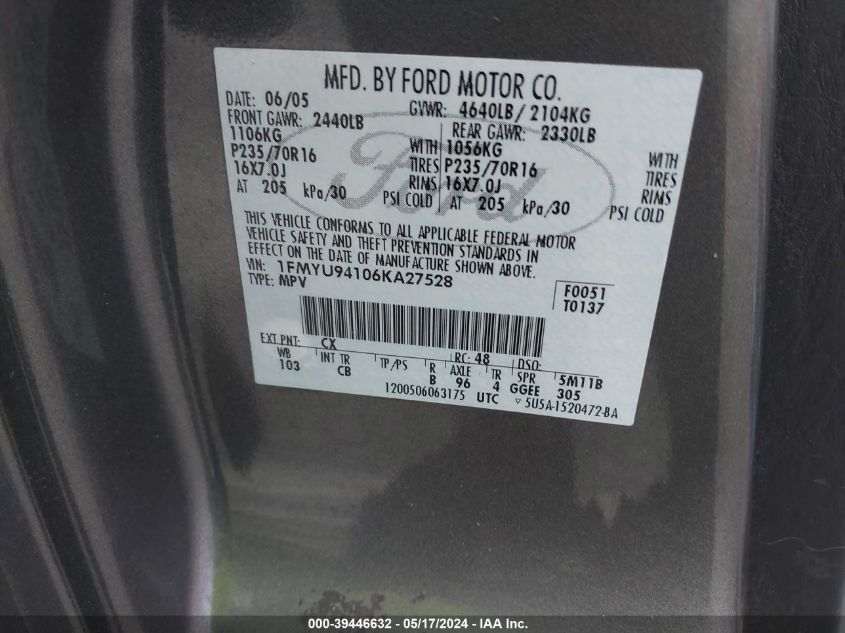 MFD. BY FORD MOTOR CO.
DATE: 06/05 GVWR: 4640LB / 2104KG
FRONT GAWR: 2440LB REAR GAWR: 2330LB
1106KG WITH 1056KG WITH
P235/70R16 TIRES P235/70R16 TIRES
16X7.0J RIMS 16X7.0J RIMS
AT 205 kPa/30 PSI COLD AT 205 kPa/30 PSI COLD
Ford
THIS VEHICLE CONFORMS TO ALL APPLICABLE FEDERAL MOTOR
VEHICLE SAFETY AND THEFT PREVENTION STANDARDS IN
EFFECT ON THE DATE OF MANUFACTURE SHOWN ABOVE.
VIN: 1FMYU94106KA27528
TYPE: MPV
F0051
T0137
EXT PNT: CX RC: 48 DSO:
WB INT TR TP/PS R AXLE TR SPR 5M11B
103 CB B 96 4 GGEE 305
1200506063175 UTC ▽ 5U5A-1520472-BA
000-39446632 - 05/17/2024 - IAA Inc.